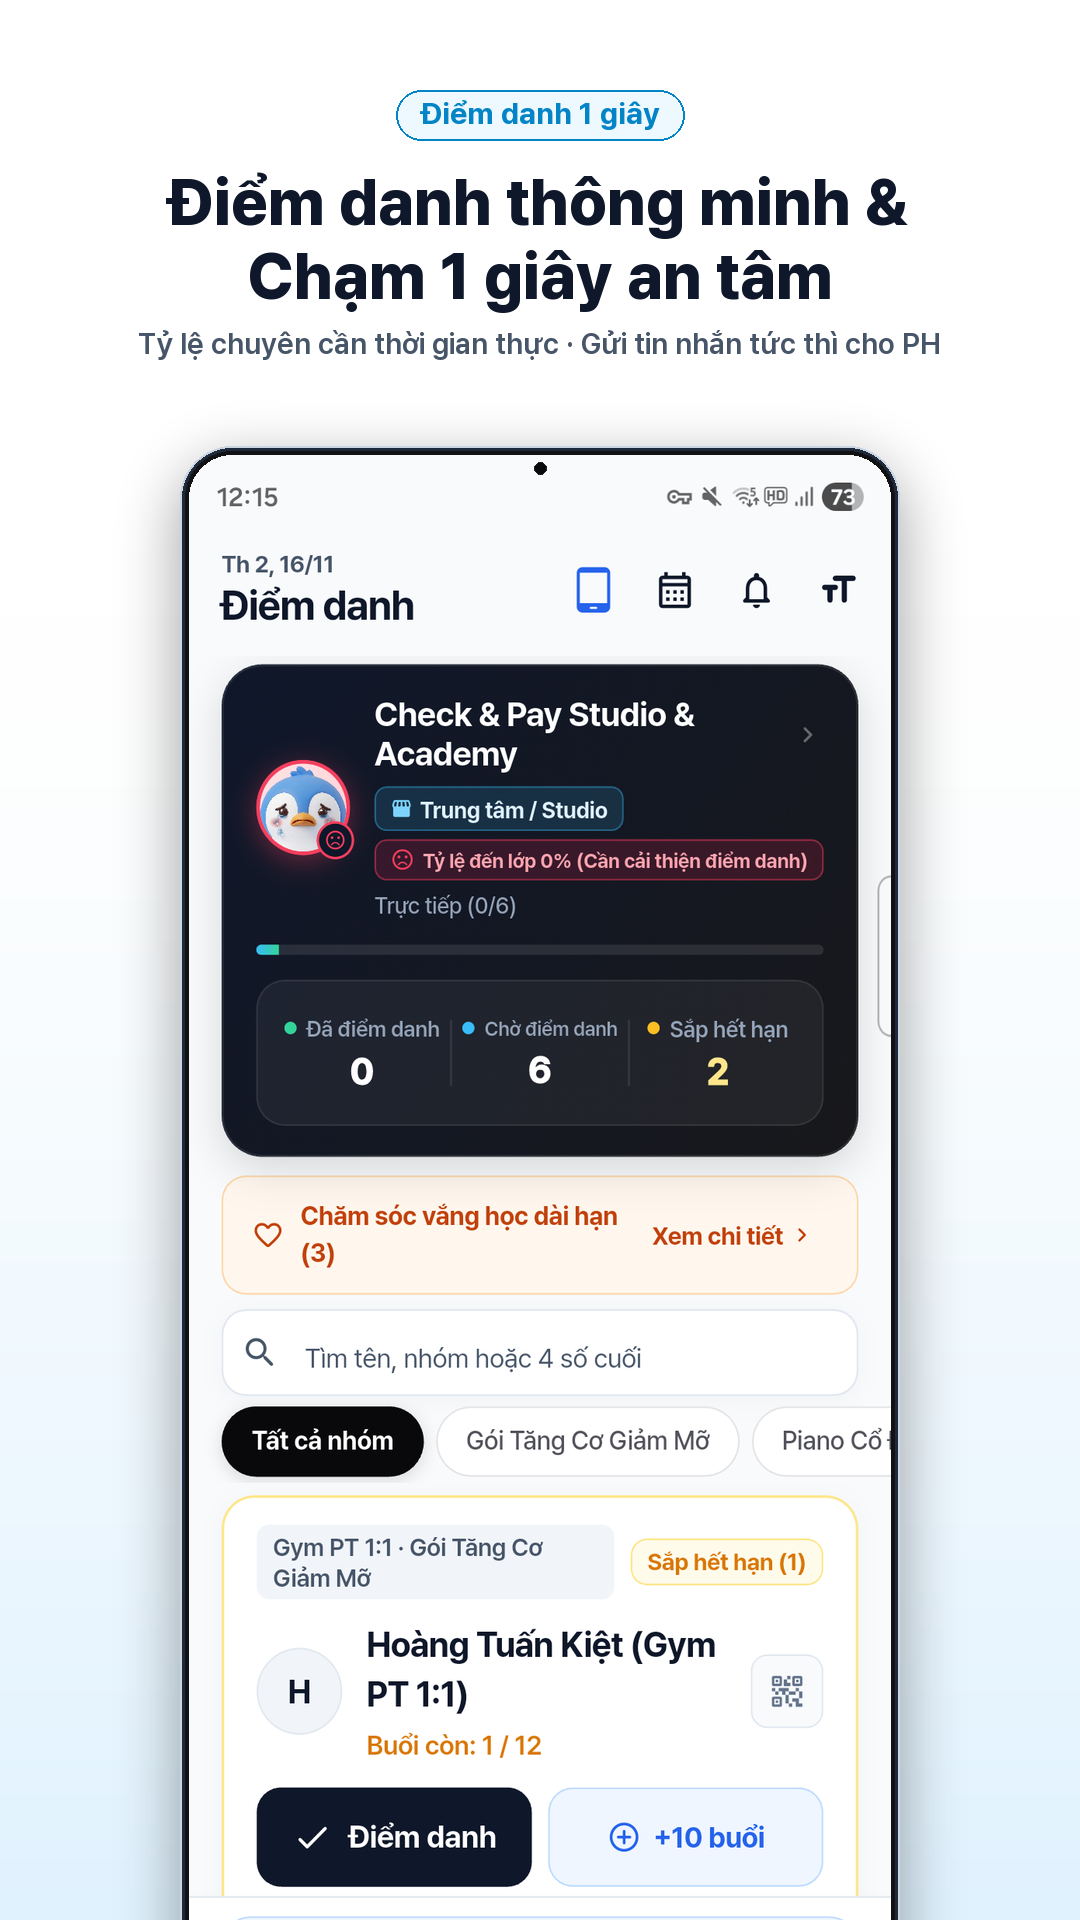 Điểm danh 1 giây
Điểm danh thông minh &
Chạm 1 giây an tâm
Tỷ lệ chuyên cần thời gian thực · Gửi tin nhắn tức thì cho PH
12:15
5
HD
73
Th 2, 16/11
Điểm danh
Check & Pay Studio &
Academy
Trung tâm / Studio
Tỷ lệ đến lớp 0% (Cần cải thiện điểm danh)
Trực tiếp (0/6)
Đã điểm danh
Chờ điểm danh
Sắp hết hạn
0
6
2
Chăm sóc vắng học dài hạn
(3)
Xem chi tiết
Tìm tên, nhóm hoặc 4 số cuối
Tất cả nhóm
Gói Tăng Cơ Giảm Mỡ
Piano Cổ
Gym PT 1:1 · Gói Tăng Cơ
Giảm Mỡ
Sắp hết hạn (1)
H
Hoàng Tuấn Kiệt (Gym
PT 1:1)
Buổi còn: 1 / 12
Điểm danh
+10 buổi